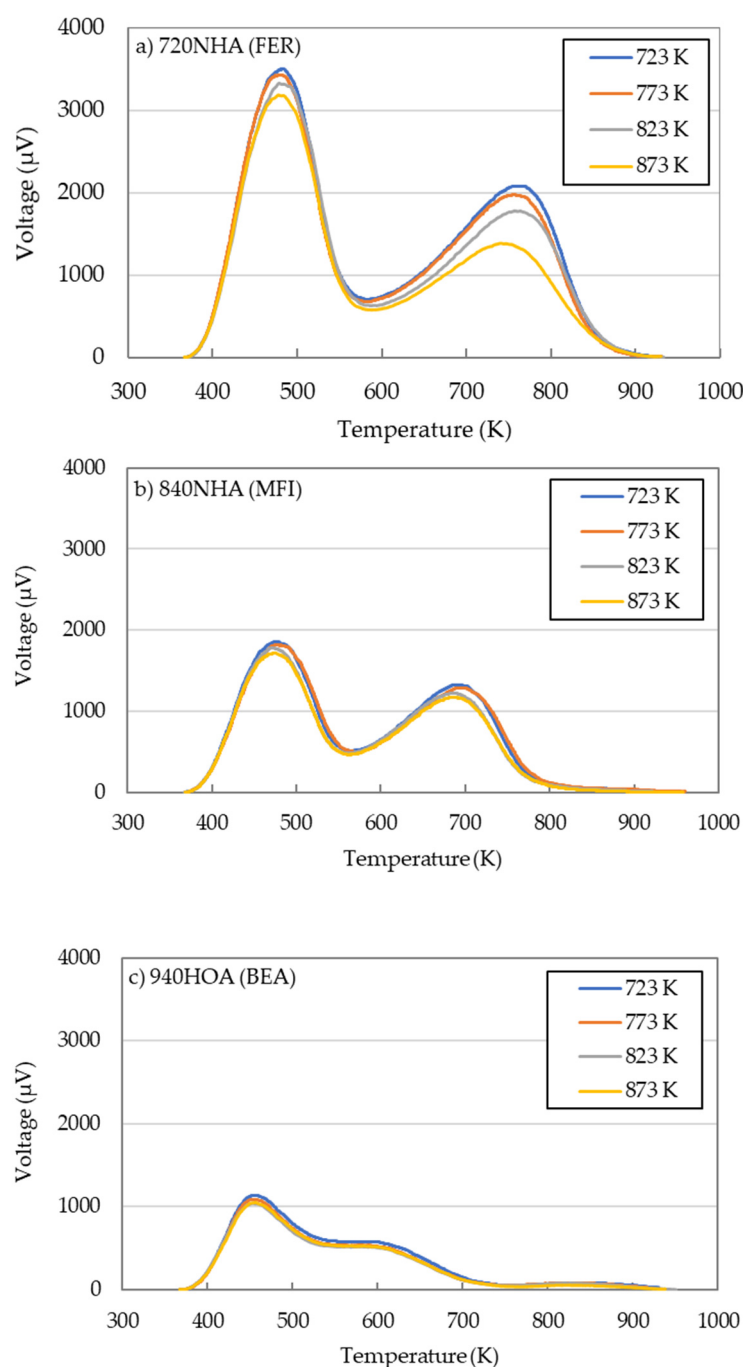 a) 720NHA (FER)
723 K
773 K
823 K
873 K
Voltage (µV)
4000
3000
2000
1000
0
300 400 500 600 700 800 900 1000
Temperature (K)
b) 840NHA (MFI)
723 K
773 K
823 K
873 K
Voltage (µV)
4000
3000
2000
1000
0
300 400 500 600 700 800 900 1000
Temperature (K)
c) 940HOA (BEA)
723 K
773 K
823 K
873 K
Voltage (µV)
4000
3000
2000
1000
0
300 400 500 600 700 800 900 1000
Temperature (K)